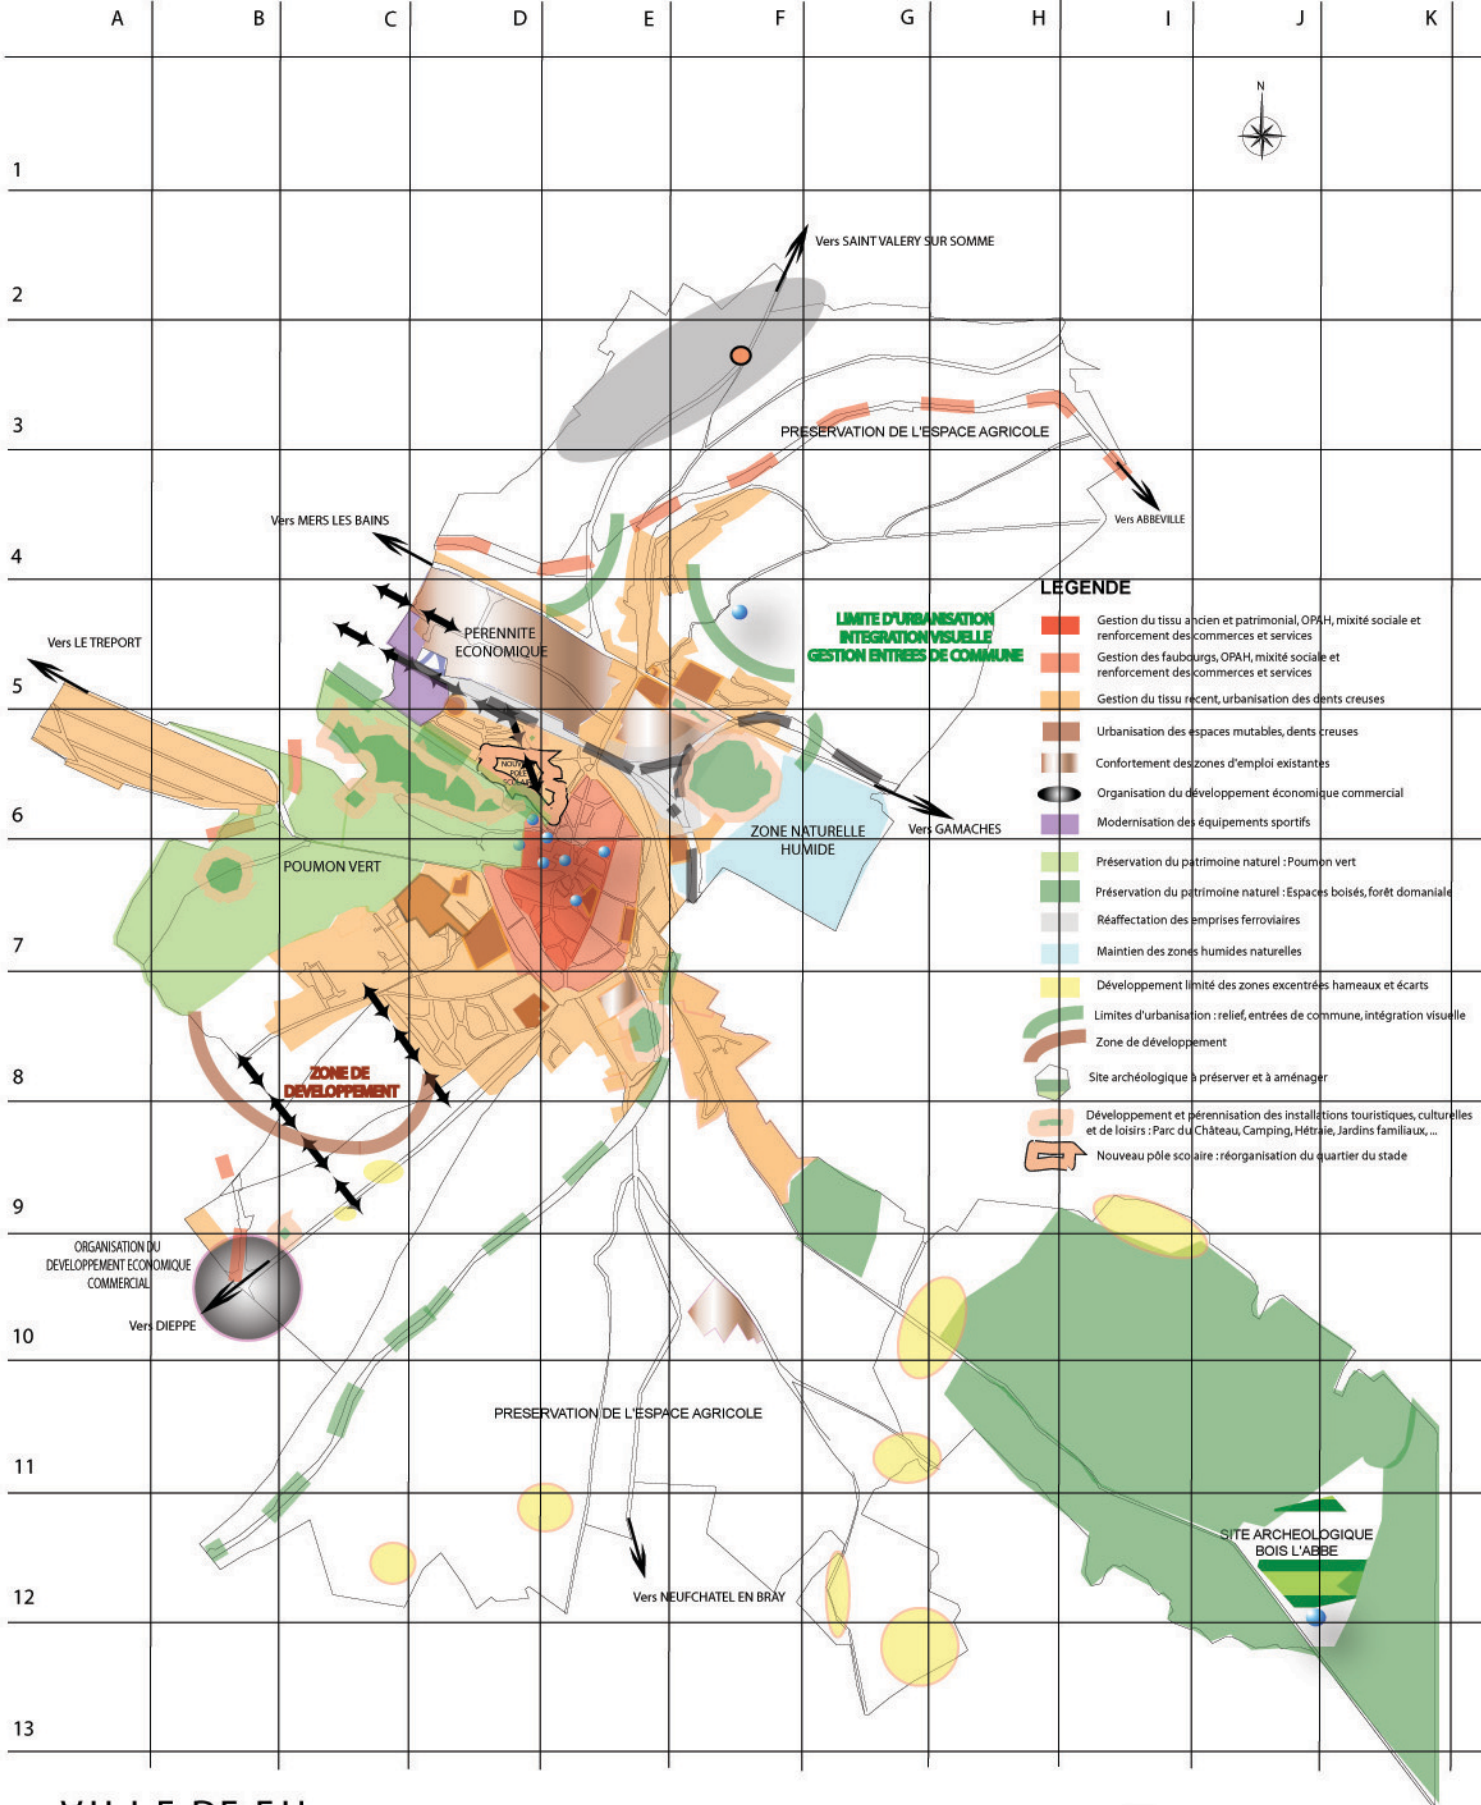 A B C D E F G H I J K
N
1
Vers SAINT VALERY SUR SOMME
2
3
PRESERVATION DE L'ESPACE AGRICOLE
Vers MERS LES BAINS
Vers ABBEVILLE
4
LEGENDE
LIMITE D'URBANISATION
INTEGRATION VISUELLE
GESTION ENTREES DE COMMUNE
PERENNITE
ECONOMIQUE
Vers LE TREPORT
5
Gestion du tissu ancien et patrimonial, OPAH, mixité sociale et
renforcement des commerces et services
Gestion des faubourgs, OPAH, mixité sociale et
renforcement des commerces et services
Gestion du tissu récent, urbanisation des dents creuses
Urbanisation des espaces mutables, dents creuses
Confortement des zones d'emploi existantes
Organisation du développement économique commercial
Modernisation des équipements sportifs
Préservation du patrimoine naturel : Poumon vert
Préservation du patrimoine naturel : Espaces boisés, forêt domaniale
Réaffectation des emprises ferroviaires
Maintien des zones humides naturelles
Développement limité des zones excentrées hameaux et écarts
Limites d'urbanisation : relief, entrées de commune, intégration visuelle
Zone de développement
Site archéologique à préserver et à aménager
Développement et pérennisation des installations touristiques, culturelles
et de loisirs : Parc du Château, Camping, Hétraie, Jardins familiaux, ...
Nouveau pôle scolaire : réorganisation du quartier du stade
6
Vers GAMACHES
ZONE NATURELLE
HUMIDE
POUMON VERT
7
8
ZONE DE
DEVELOPPEMENT
9
ORGANISATION DU
DEVELOPPEMENT ECONOMIQUE
COMMERCIAL
Vers DIEPPE
10
PRESERVATION DE L'ESPACE AGRICOLE
11
SITE ARCHEOLOGIQUE
BOIS L'ABBE
12
Vers NEUFCHATEL EN BRAY
13